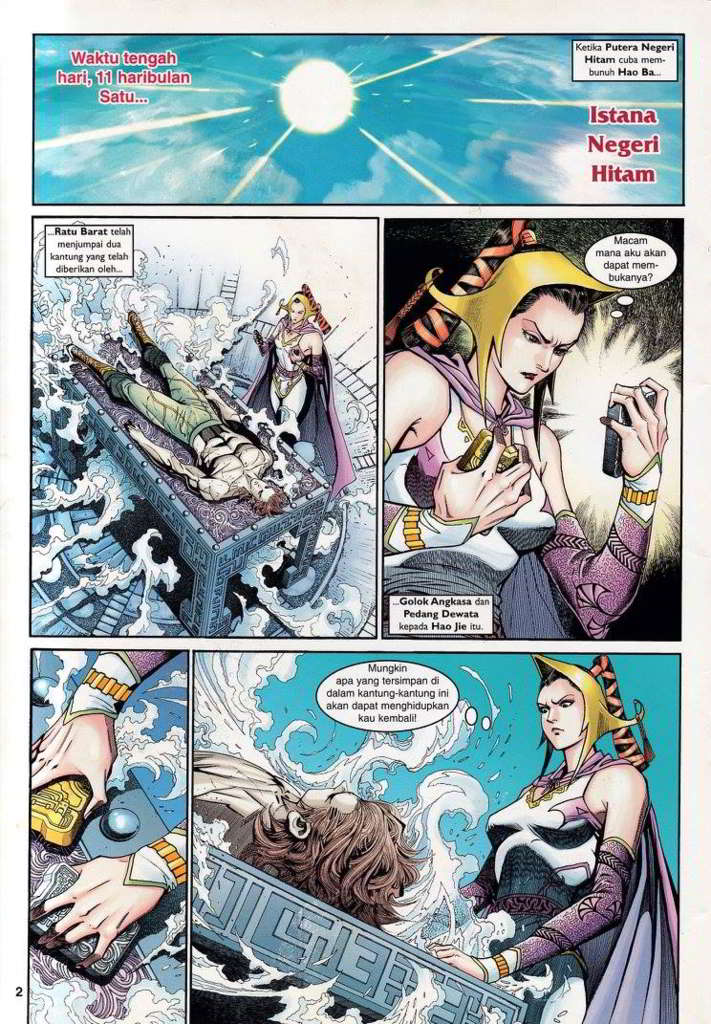 Waktu tengah
hari, 11 haribulan
Satu...
Ketika Putera Negeri
Hitam cuba mem-
bunuh Hao Ba...
Istana
Negeri
Hitam
...Ratu Barat telah
menjumpai dua
kantung yang telah
diberikan oleh...
Macam
mana aku akan
dapat mem-
bukanya?
...Golok Angkasa dan
Pedang Dewata
kepada Hao Jie itu.
Mungkin
apa yang tersimpan di
dalam kantung-kantung ini
akan dapat menghidupkan
kau kembali!
2